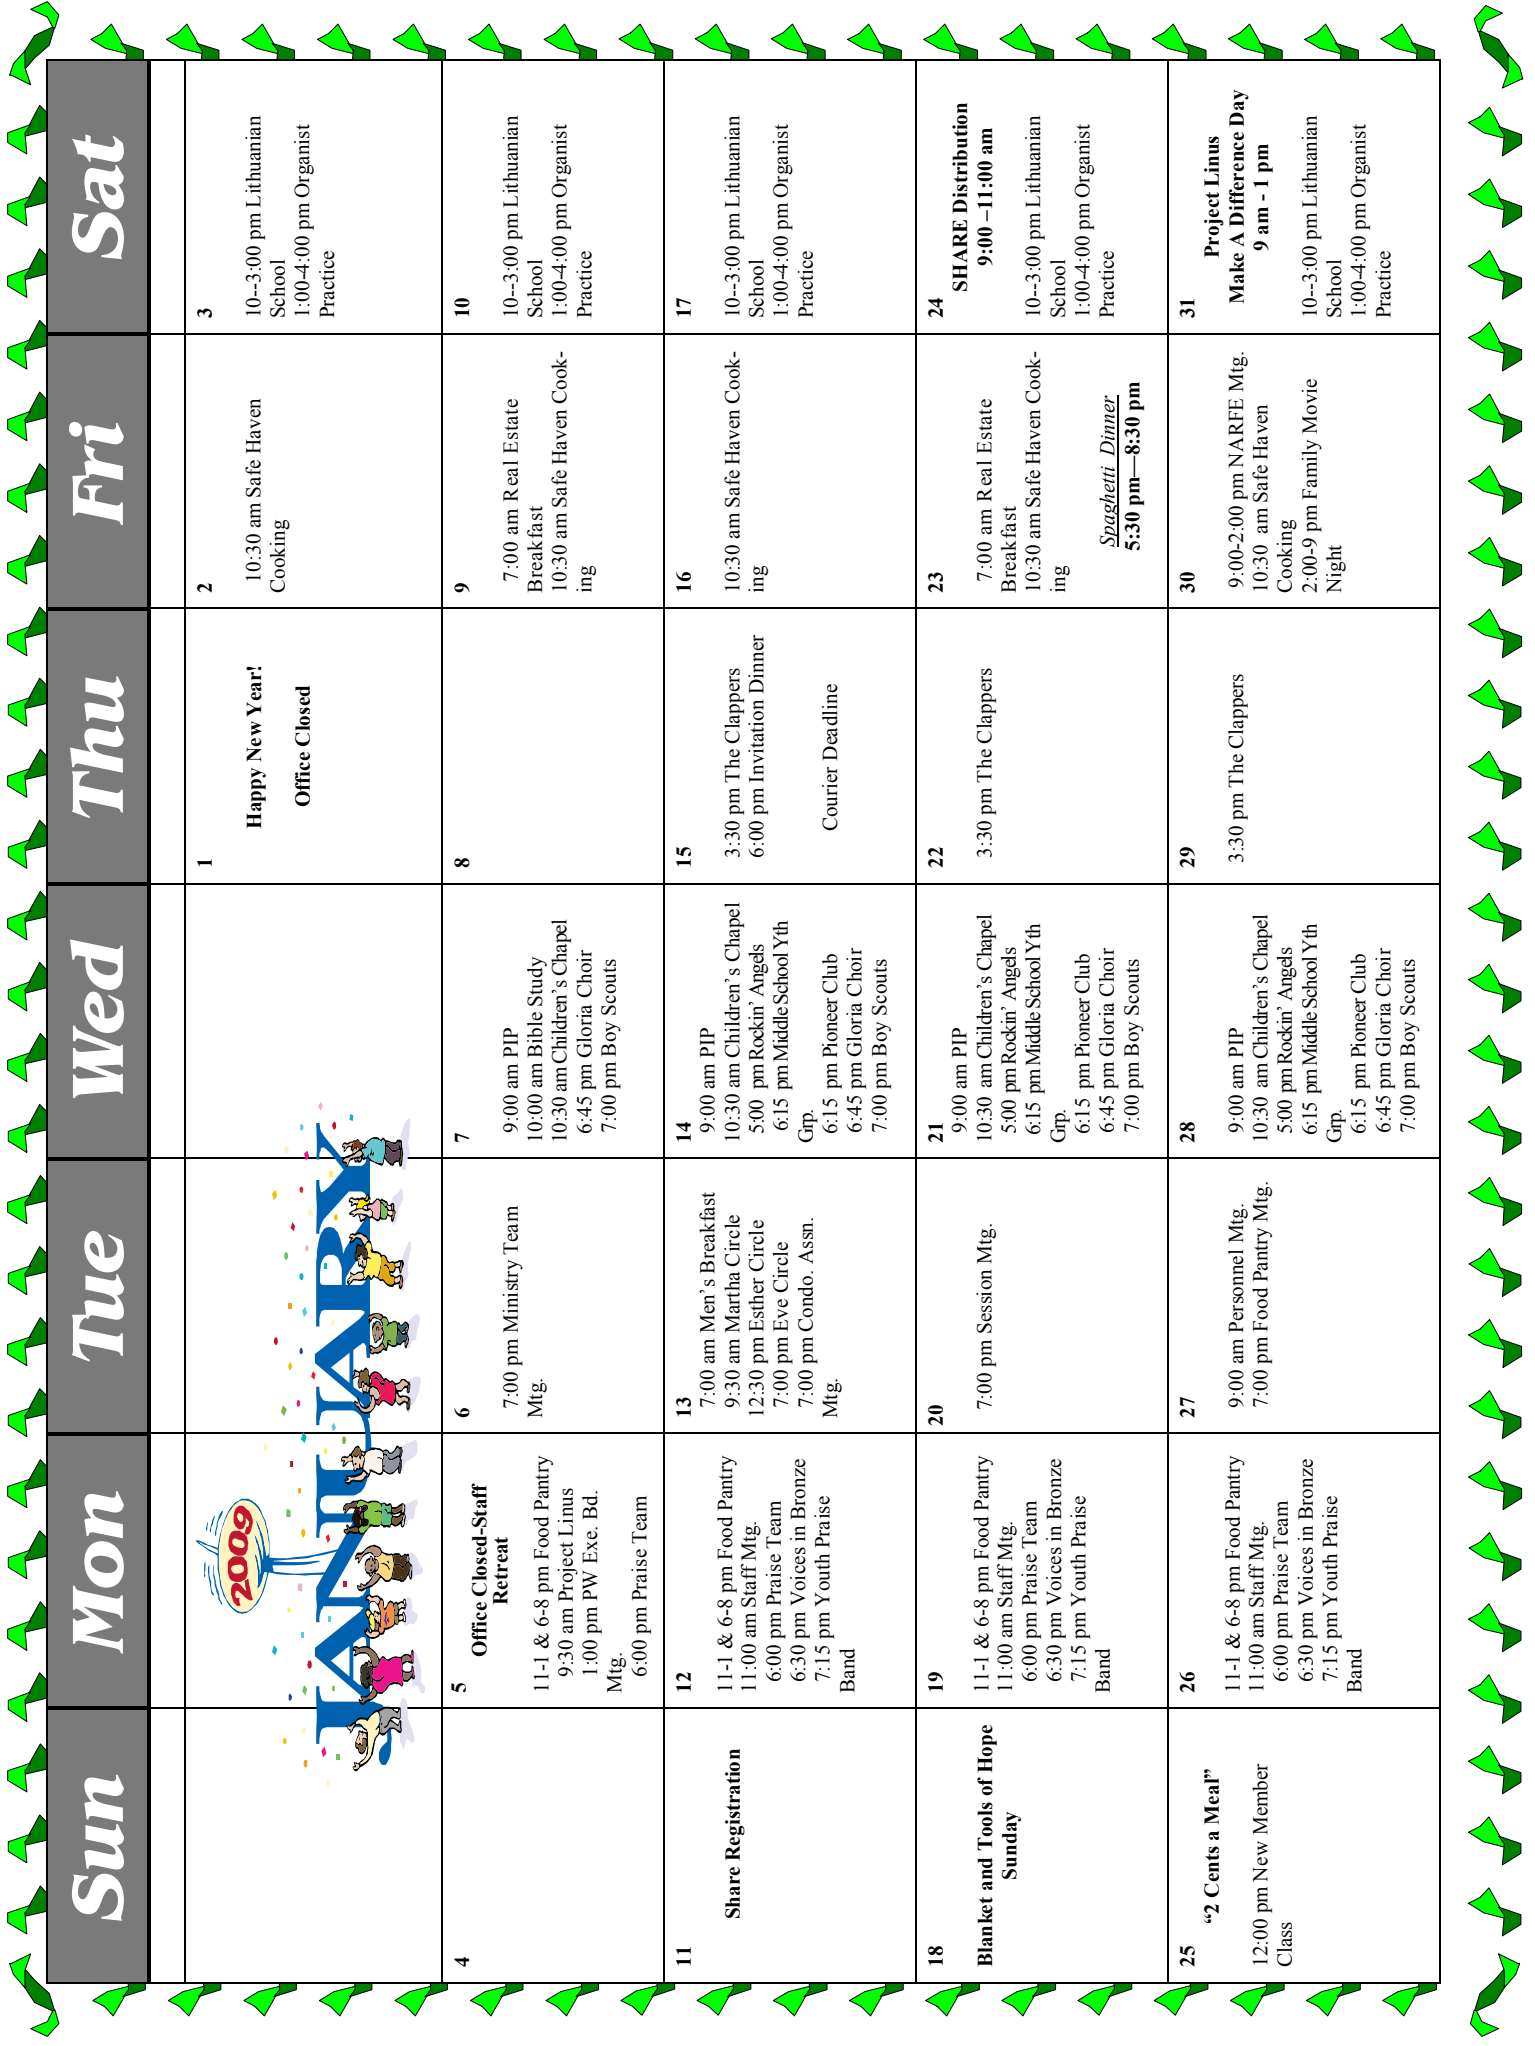 Sun Mon Tue Wed Thu Fri Sat
2009
JANUARY
1
Happy New Year!
Office Closed
2
10:30 am Safe Haven
Cooking
3
10--3:00 pm Lithuanian
School
1:00-4:00 pm Organist
Practice
4
5
Office Closed-Staff
Retreat
11-1 & 6-8 pm Food Pantry
9:30 am Project Linus
1:00 pm PW Exe. Bd.
Mtg.
6:00 pm Praise Team
6
7:00 pm Ministry Team
Mtg.
7
9:00 am PIP
10:00 am Bible Study
10:30 am Children’s Chapel
6:45 pm Gloria Choir
7:00 pm Boy Scouts
8
9
7:00 am Real Estate
Breakfast
10:30 am Safe Haven Cook-
ing
10
10--3:00 pm Lithuanian
School
1:00-4:00 pm Organist
Practice
11
Share Registration
12
11-1 & 6-8 pm Food Pantry
11:00 am Staff Mtg.
6:00 pm Praise Team
6:30 pm Voices in Bronze
7:15 pm Youth Praise
Band
13
7:00 am Men’s Breakfast
9:30 am Martha Circle
12:30 pm Esther Circle
7:00 pm Eve Circle
7:00 pm Condo. Assn.
Mtg.
14
9:00 am PIP
10:30 am Children’s Chapel
5:00 pm Rockin’ Angels
6:15 pm Middle School Yth
Grp.
6:15 pm Pioneer Club
6:45 pm Gloria Choir
7:00 pm Boy Scouts
15
3:30 pm The Clappers
6:00 pm Invitation Dinner
Courier Deadline
16
10:30 am Safe Haven Cook-
ing
17
10--3:00 pm Lithuanian
School
1:00-4:00 pm Organist
Practice
18
Blanket and Tools of Hope
Sunday
19
11-1 & 6-8 pm Food Pantry
11:00 am Staff Mtg.
6:00 pm Praise Team
6:30 pm Voices in Bronze
7:15 pm Youth Praise
Band
20
7:00 pm Session Mtg.
21
9:00 am PIP
10:30 am Children’s Chapel
5:00 pm Rockin’ Angels
6:15 pm Middle School Yth
Grp.
6:15 pm Pioneer Club
6:45 pm Gloria Choir
7:00 pm Boy Scouts
22
3:30 pm The Clappers
23
7:00 am Real Estate
Breakfast
10:30 am Safe Haven Cook-
ing
Spaghetti Dinner
5:30 pm—8:30 pm
24
SHARE Distribution
9:00 –11:00 am
10--3:00 pm Lithuanian
School
1:00-4:00 pm Organist
Practice
25
“2 Cents a Meal”
12:00 pm New Member
Class
26
11-1 & 6-8 pm Food Pantry
11:00 am Staff Mtg.
6:00 pm Praise Team
6:30 pm Voices in Bronze
7:15 pm Youth Praise
Band
27
9:00 am Personnel Mtg.
7:00 pm Food Pantry Mtg.
28
9:00 am PIP
10:30 am Children’s Chapel
5:00 pm Rockin’ Angels
6:15 pm Middle School Yth
Grp.
6:15 pm Pioneer Club
6:45 pm Gloria Choir
7:00 pm Boy Scouts
29
3:30 pm The Clappers
30
9:00-2:00 pm NARFE Mtg.
10:30 am Safe Haven
Cooking
2:00-9 pm Family Movie
Night
31
Project Linus
Make A Difference Day
9 am - 1 pm
10--3:00 pm Lithuanian
School
1:00-4:00 pm Organist
Practice